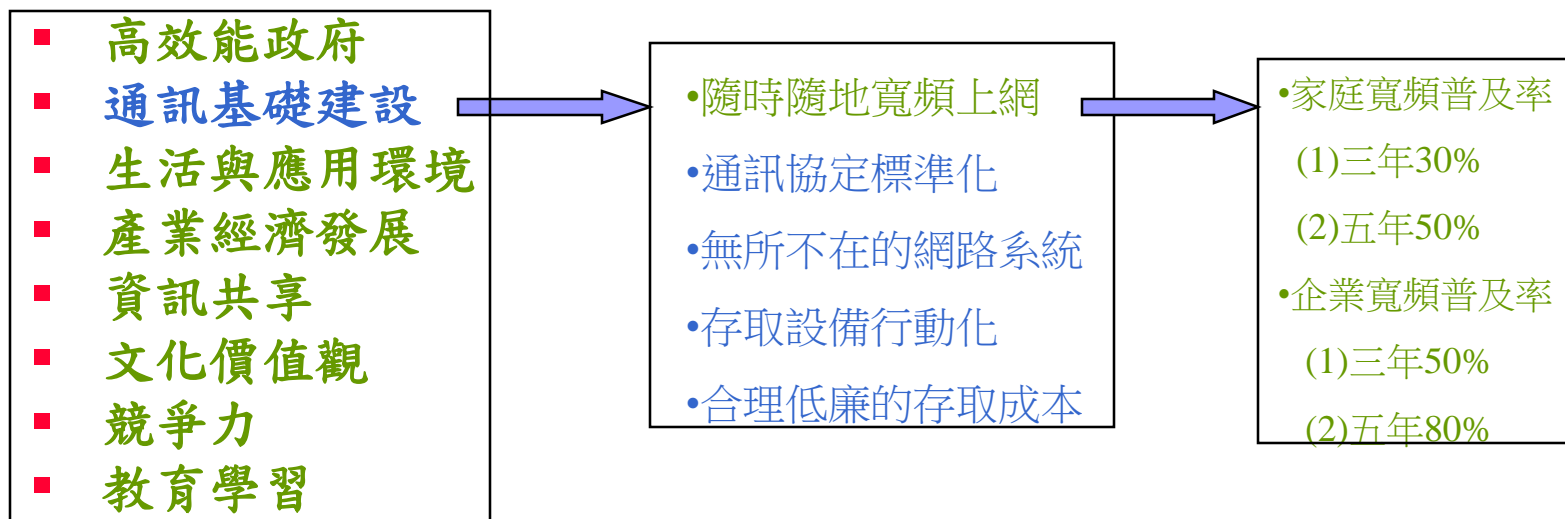 ▪ 高效能政府
▪ 通訊基礎建設
▪ 生活與應用環境
▪ 產業經濟發展
▪ 資訊共享
▪ 文化價值觀
▪ 競爭力
▪ 教育學習
•隨時隨地寬頻上網
•通訊協定標準化
•無所不在的網路系統
•存取設備行動化
•合理低廉的存取成本
•家庭寬頻普及率
(1)三年30%
(2)五年50%
•企業寬頻普及率
(1)三年50%
(2)五年80%